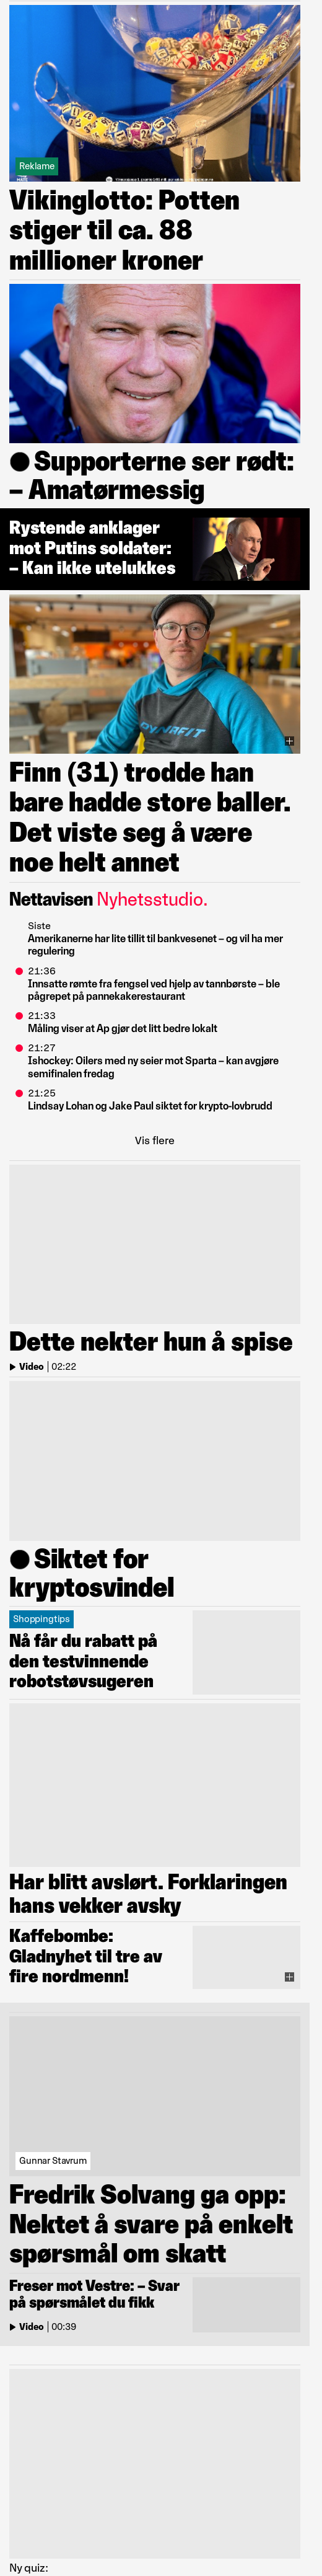 Reklame
Vikinglotto: Potten
stiger til ca. 88
millioner kroner
Supporterne ser rødt:
– Amatørmessig
Rystende anklager
mot Putins soldater:
– Kan ikke utelukkes
DYNAFIT
Finn (31) trodde han
bare hadde store baller.
Det viste seg å være
noe helt annet
Nettavisen Nyhetsstudio.
Siste
Amerikanerne har lite tillit til bankvesenet – og vil ha mer
regulering
21:36
Innsatte rømte fra fengsel ved hjelp av tannbørste – ble
pågrepet på pannekakerestaurant
21:33
Måling viser at Ap gjør det litt bedre lokalt
21:27
Ishockey: Oilers med ny seier mot Sparta – kan avgjøre
semifinalen fredag
21:25
Lindsay Lohan og Jake Paul siktet for krypto-lovbrudd
Vis flere
Dette nekter hun å spise
Video | 02:22
Siktet for
kryptosvindel
Shoppingtips
Nå får du rabatt på
den testvinnende
robotstøvsugeren
Har blitt avslørt. Forklaringen
hans vekker avsky
Kaffebombe:
Gladnyhet til tre av
fire nordmenn!
Gunnar Stavrum
Fredrik Solvang ga opp:
Nektet å svare på enkelt
spørsmål om skatt
Freser mot Vestre: – Svar
på spørsmålet du fikk
Video | 00:39
Ny quiz: